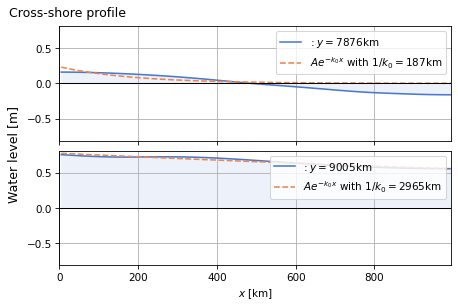 Cross-shore profile
Water level [m]
0.5
0.0
−0.5
: y = 7876km
Ae^{−k_0x} with 1/k_0 = 187km
0.5
0.0
−0.5
: y = 9005km
Ae^{−k_0x} with 1/k_0 = 2965km
0 200 400 600 800
x [km]